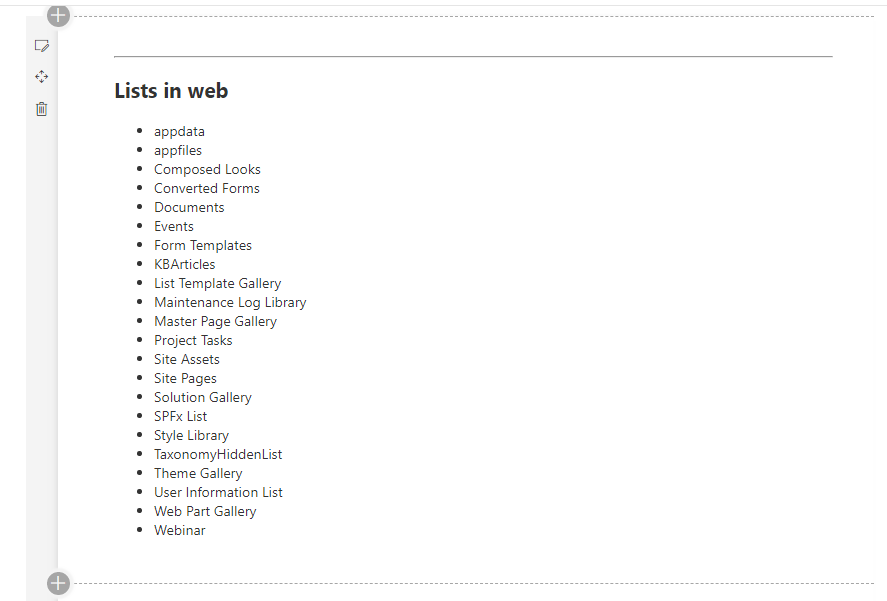 Lists in web
appdata
appfiles
Composed Looks
Converted Forms
Documents
Events
Form Templates
KBArticles
List Template Gallery
Maintenance Log Library
Master Page Gallery
Project Tasks
Site Assets
Site Pages
Solution Gallery
SPFx List
Style Library
TaxonomyHiddenList
Theme Gallery
User Information List
Web Part Gallery
Webinar